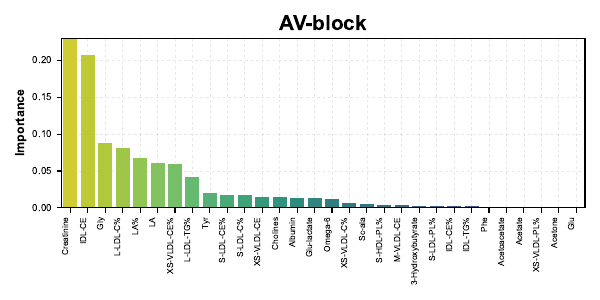 AV-block
Importance
0.20
0.15
0.10
0.05
0.00
Creatinine
IDL-CE
Gly
L-LDL-C%
LA%
LA
XS-VLDL-CE%
L-LDL-TG%
Tyr
S-LDL-CE%
S-LDL-C%
XS-VLDL-CE
Cholines
Albumin
Glu-lactate
Omega-6
XS-VLDL-C%
Sc-ala
S-HDL-PL%
M-VLDL-CE
3-Hydroxybutyrate
S-LDL-PL%
IDL-CE%
IDL-TG%
Phe
Acetoacetate
Acetate
XS-VLDL-PL%
Acetone
Glu